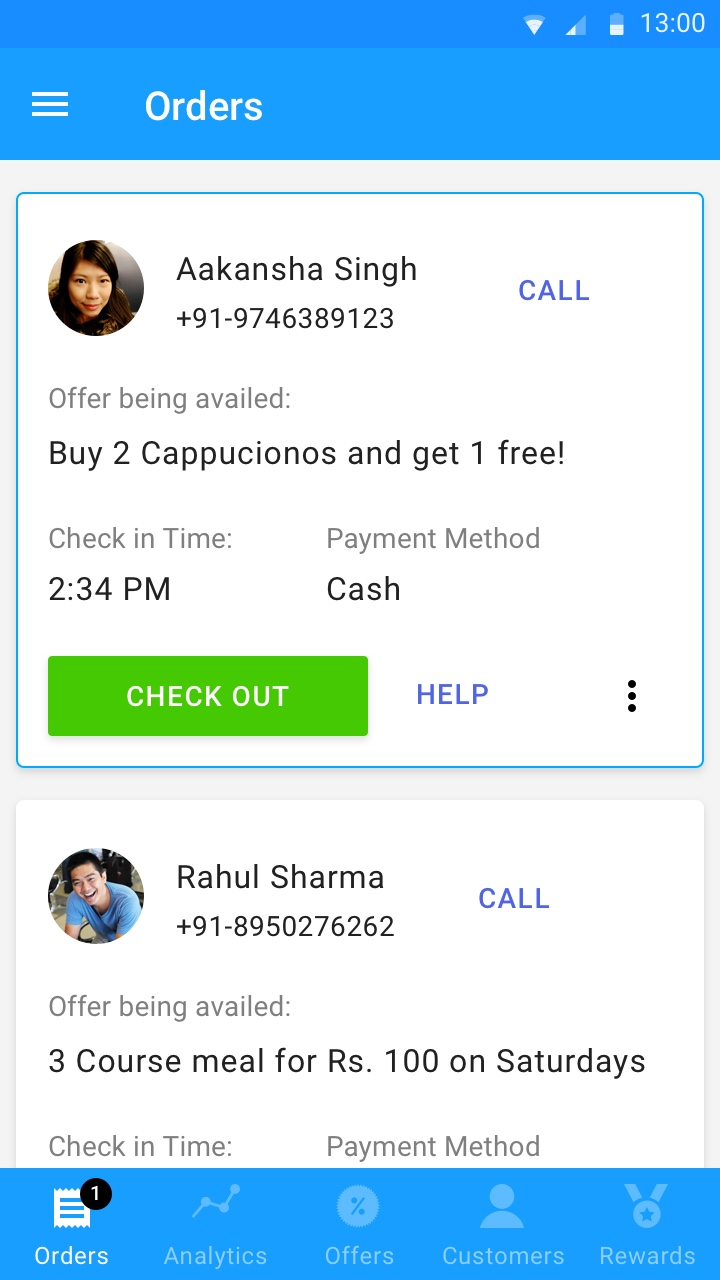 13:00
Orders
Aakansha Singh
CALL
+91-9746389123
Offer being availed:
Buy 2 Cappucionos and get 1 free!
Check in Time: Payment Method
2:34 PM Cash
CHECK OUT HELP
Rahul Sharma
CALL
+91-8950276262
Offer being availed:
3 Course meal for Rs. 100 on Saturdays
Check in Time: Payment Method
1
Orders Analytics Offers Customers Rewards